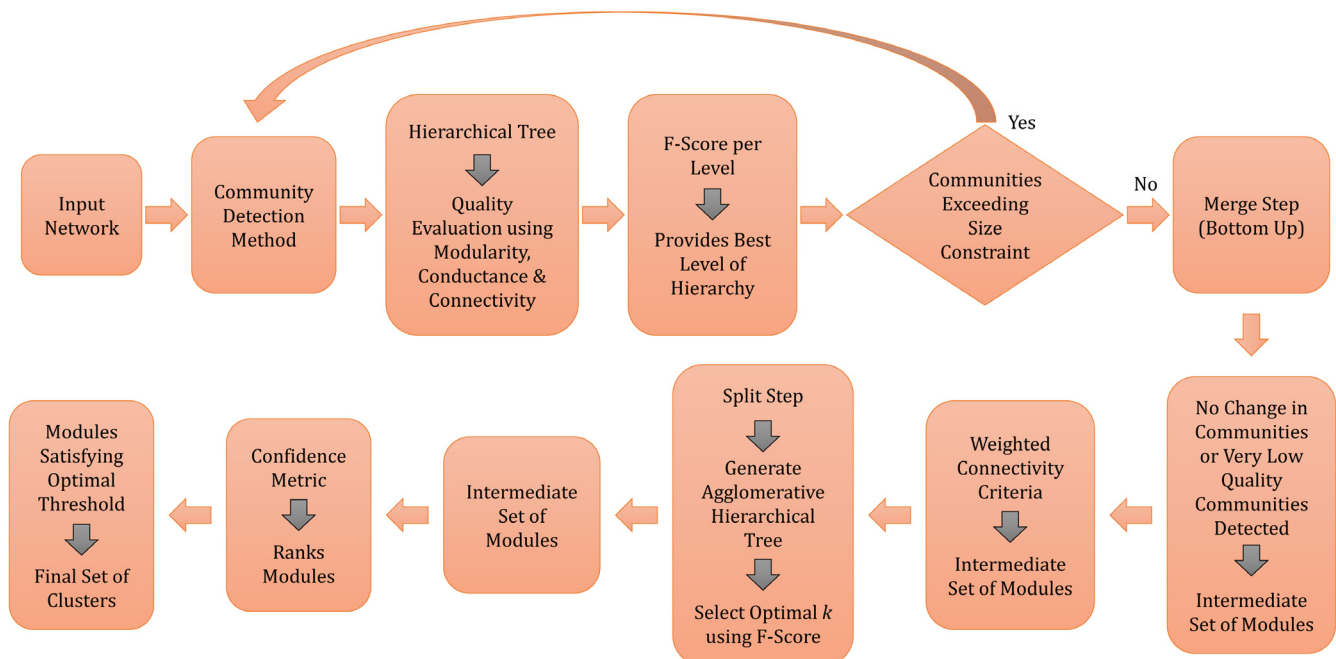 Input
Network
Community
Detection
Method
Hierarchical Tree
Quality
Evaluation using
Modularity,
Conductance &
Connectivity
F-Score per
Level
Provides Best
Level of
Hierarchy
Communities
Exceeding
Size
Constraint
Yes
No
Merge Step
(Bottom Up)
No Change in
Communities
or Very Low
Quality
Communities
Detected
Intermediate
Set of Modules
Weighted
Connectivity
Criteria
Intermediate
Set of Modules
Split Step
Generate
Agglomerative
Hierarchical
Tree
Select Optimal k
using F-Score
Intermediate
Set of
Modules
Confidence
Metric
Ranks
Modules
Modules
Satisfying
Optimal
Threshold
Final Set of
Clusters